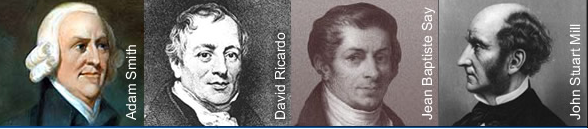 Adam Smith
David Ricardo
Jean Baptiste Say
John Stuart Mill